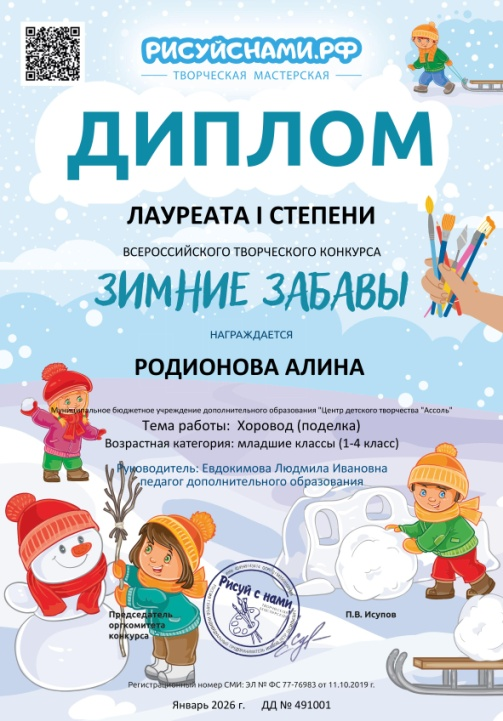 РИСУЙСНАМИ.РФ
ТВОРЧЕСКАЯ МАСТЕРСКАЯ
ДИПЛОМ
ЛАУРЕАТА I СТЕПЕНИ
ВСЕРОССИЙСКОГО ТВОРЧЕСКОГО КОНКУРСА
ЗИМНИЕ ЗАБАВЫ
НАГРАЖДАЕТСЯ
РОДИОНОВА АЛИНА
Муниципальное бюджетное учреждение дополнительного образования "Центр детского творчества "Ассоль"
Тема работы: Хоровод (поделка)
Возрастная категория: младшие классы (1-4 класс)
Руководитель: Евдокимова Людмила Ивановна
педагог дополнительного образования
Председатель
оргкомитета
конкурса
Рисуй с нами
П.В. Исупов
Регистрационный номер СМИ: ЭЛ № ФС 77-76983 от 11.10.2019 г.
Январь 2026 г. ДД № 491001